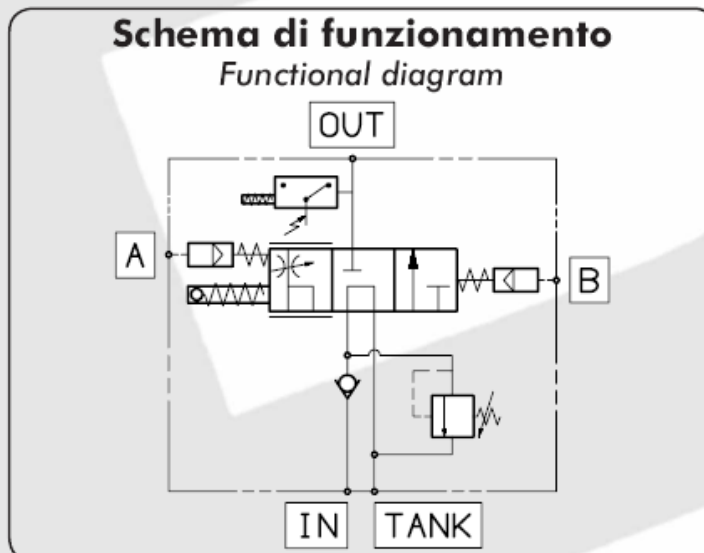 Schema di funzionamento
Functional diagram
OUT
A
B
IN
TANK